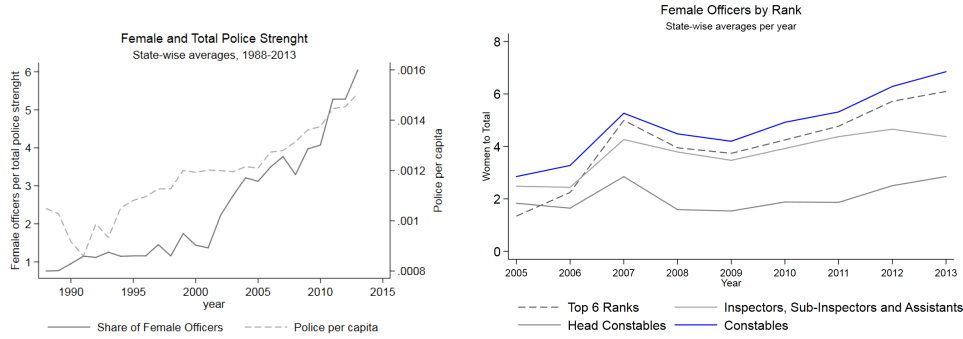 Female and Total Police Strenght
State-wise averages, 1988-2013
Female officers per total police strenght
6
5
4
3
2
1
.0016
.0014
.0012
.001
.0008
Police per capita
1990 1995 2000 2005 2010 2015
year
Share of Female Officers Police per capita
Female Officers by Rank
State-wise averages per year
Women to Total
8
6
4
2
0
2005 2006 2007 2008 2009 2010 2011 2012 2013
Year
Top 6 Ranks Inspectors, Sub-Inspectors and Assistants
Head Constables Constables